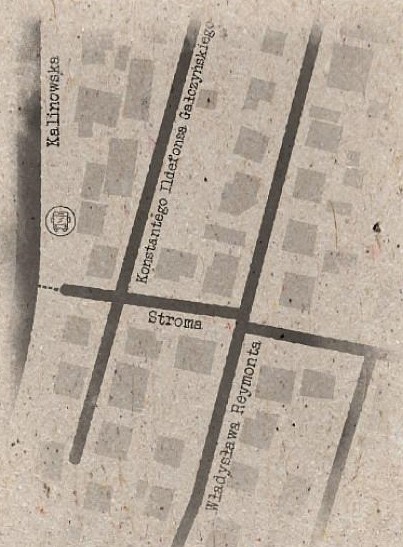 Kalinowska
Konstantego Ildefonsa Gałczyńskiego
Stroma
Władysława Reymonta